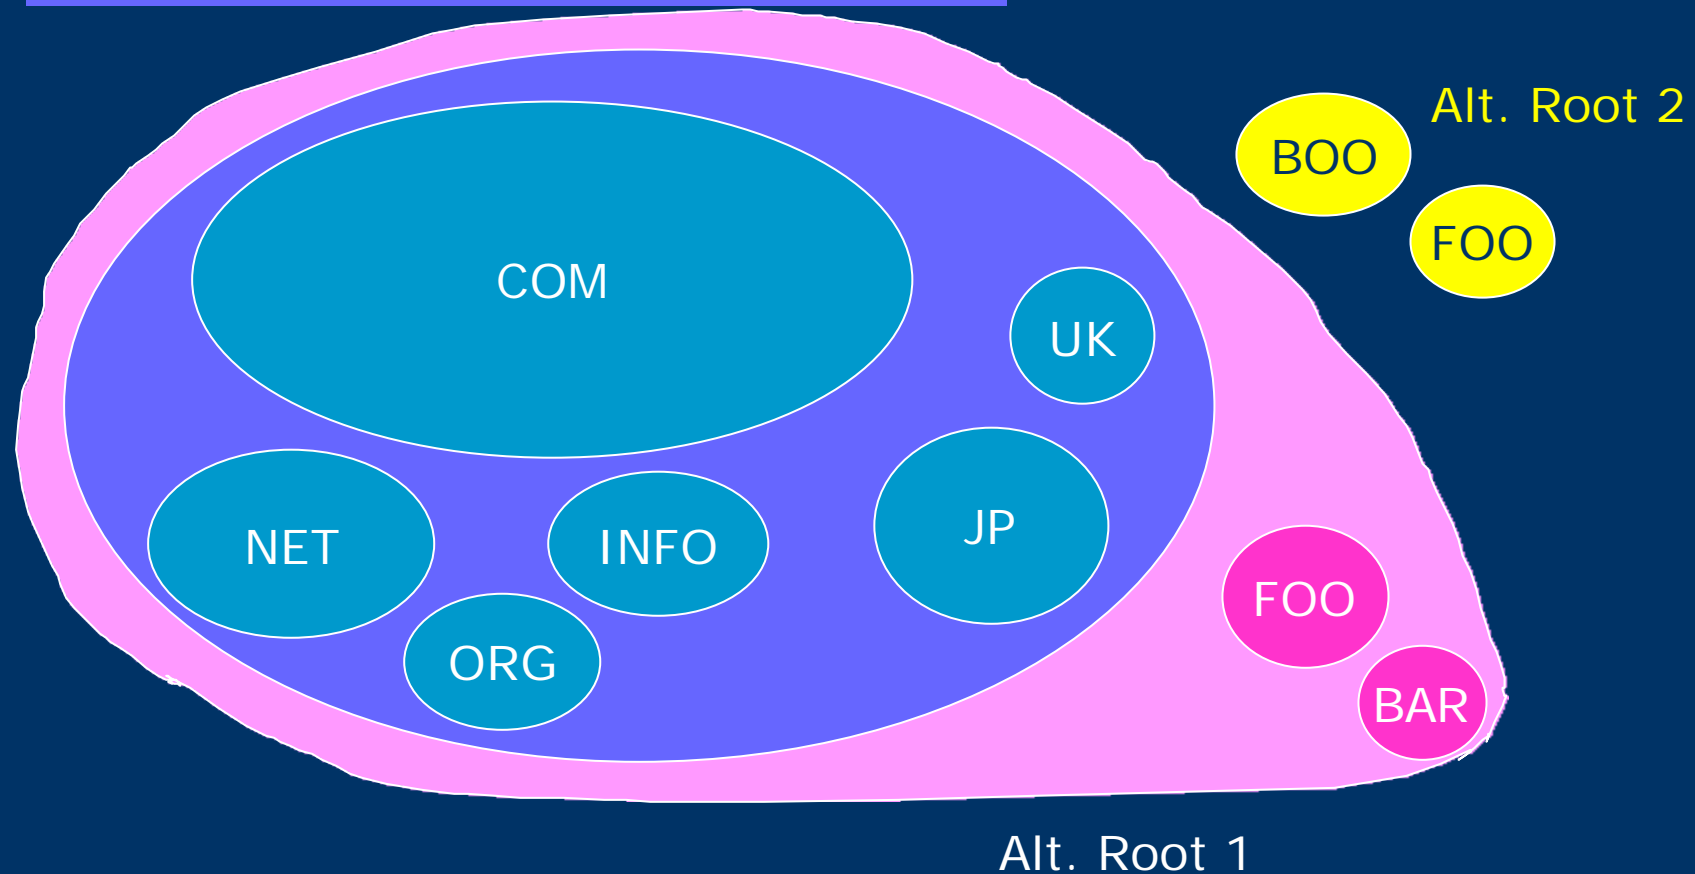 Alt. Root 2
BOO
FOO
COM
UK
JP
NET
INFO
ORG
FOO
BAR
Alt. Root 1